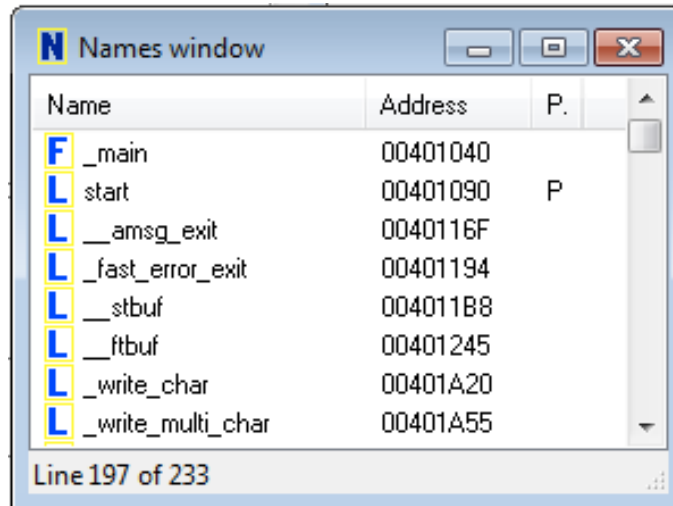 N Names window
Name Address P.
F _main 00401040
L start 00401090 P
L __amsg_exit 0040116F
L _fast_error_exit 00401194
L __stbuf 004011B8
L __ftbuf 00401245
L _write_char 00401A20
L _write_multi_char 00401A55
Line 197 of 233